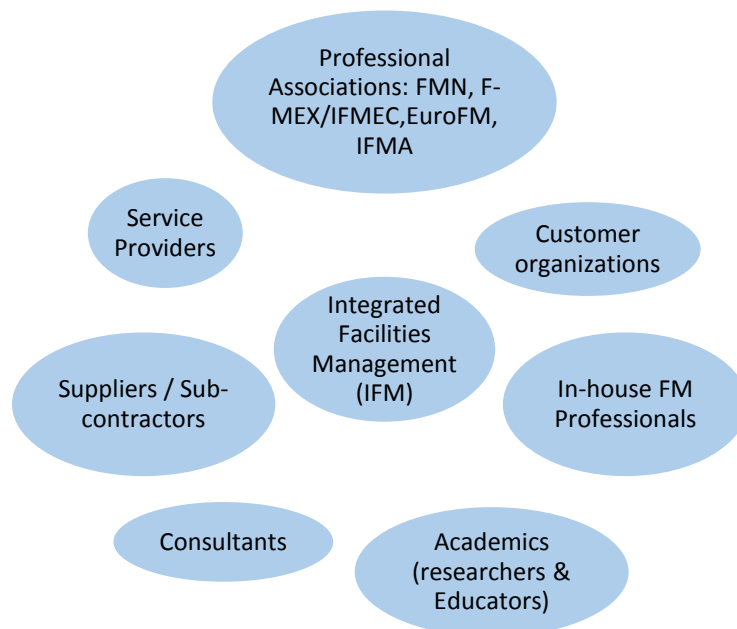 Professional
Associations: FMN, F-
MEX/IFMEC,EuroFM,
IFMA
Service
Providers
Customer
organizations
Integrated
Facilities
Management
(IFM)
Suppliers / Sub-
contractors
In-house FM
Professionals
Consultants
Academics
(researchers &
Educators)